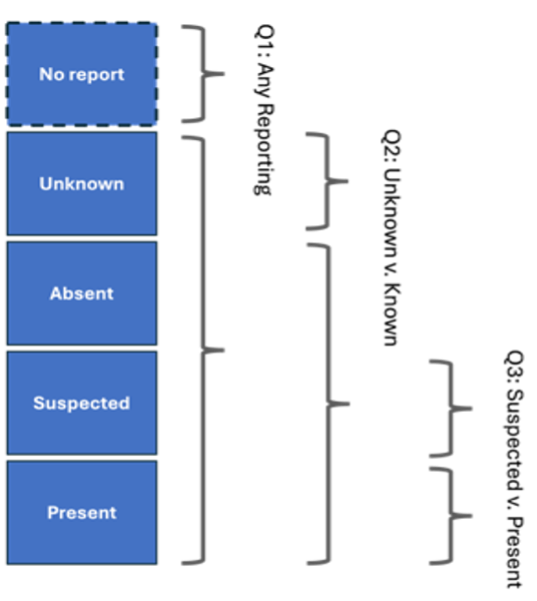 No report
Unknown
Absent
Suspected
Present
Q1: Any Reporting
Q2: Unknown v. Known
Q3: Suspected v. Present